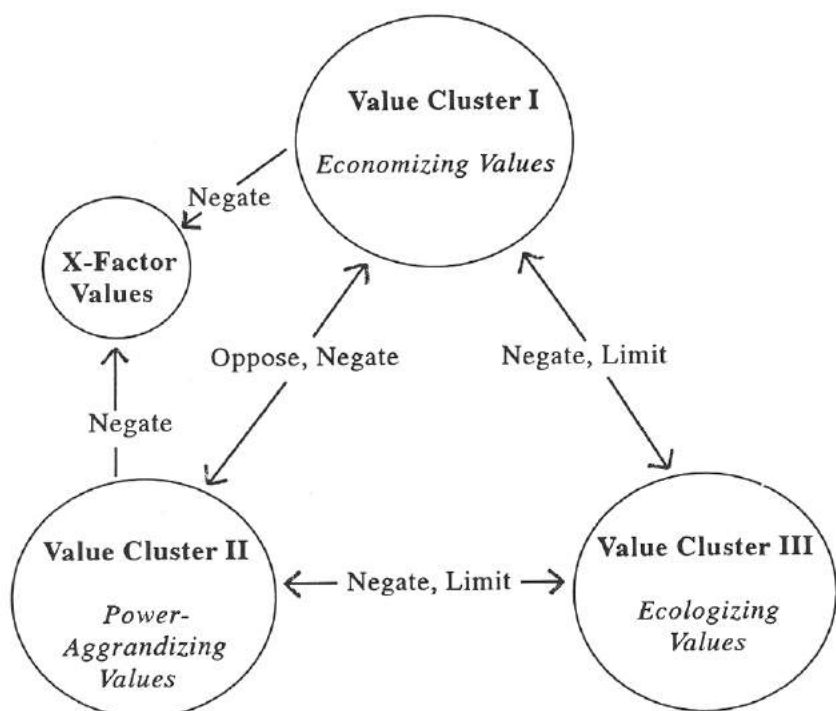 Value Cluster I
Economizing Values
Negate
X-Factor
Values
Oppose, Negate
Negate, Limit
Negate
Value Cluster II
Power-
Aggrandizing
Values
Negate, Limit
Value Cluster III
Ecologizing
Values